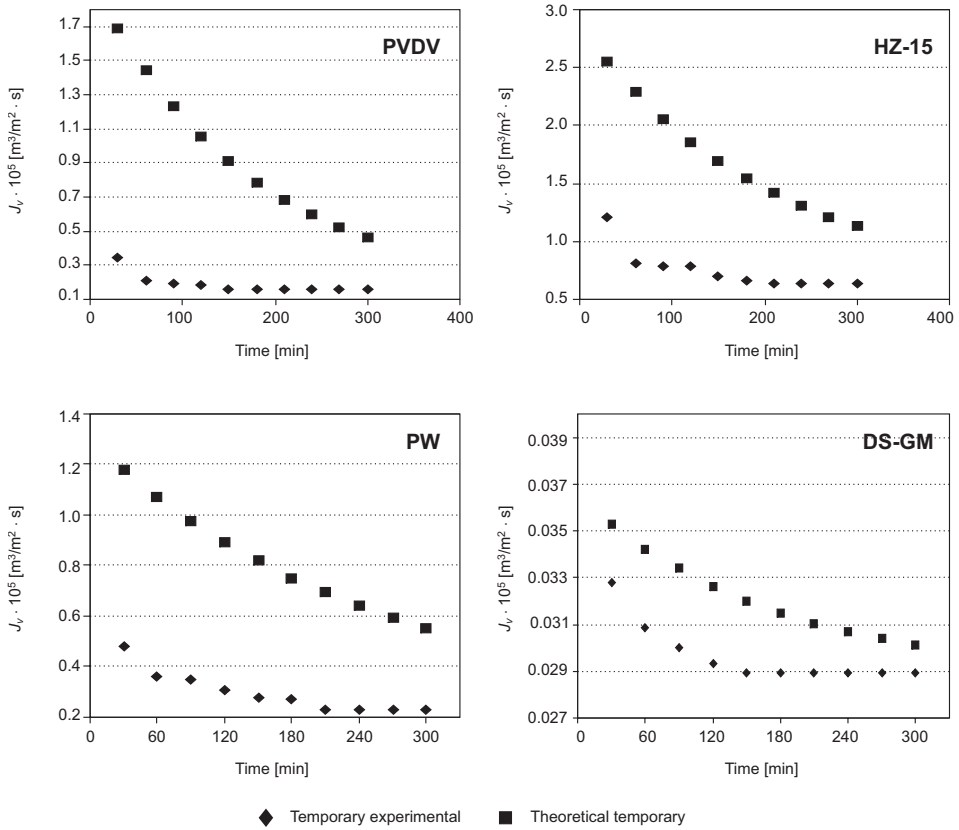 PVDV
1.7
1.5
1.3
1.1
0.9
0.7
0.5
0.3
0.1
Jv · 10⁵ [m³/m² · s]
0 100 200 300 400
Time [min]
HZ-15
3.0
2.5
2.0
1.5
1.0
0.5
Jv · 10⁵ [m³/m² · s]
0 100 200 300 400
Time [min]
PW
1.4
1.2
1.0
0.8
0.6
0.4
0.2
Jv · 10⁵ [m³/m² · s]
0 60 120 180 240 300
Time [min]
DS-GM
0.039
0.037
0.035
0.033
0.031
0.029
0.027
Jv · 10⁵ [m³/m² · s]
0 60 120 180 240 300
Time [min]
Temporary experimental Theoretical temporary